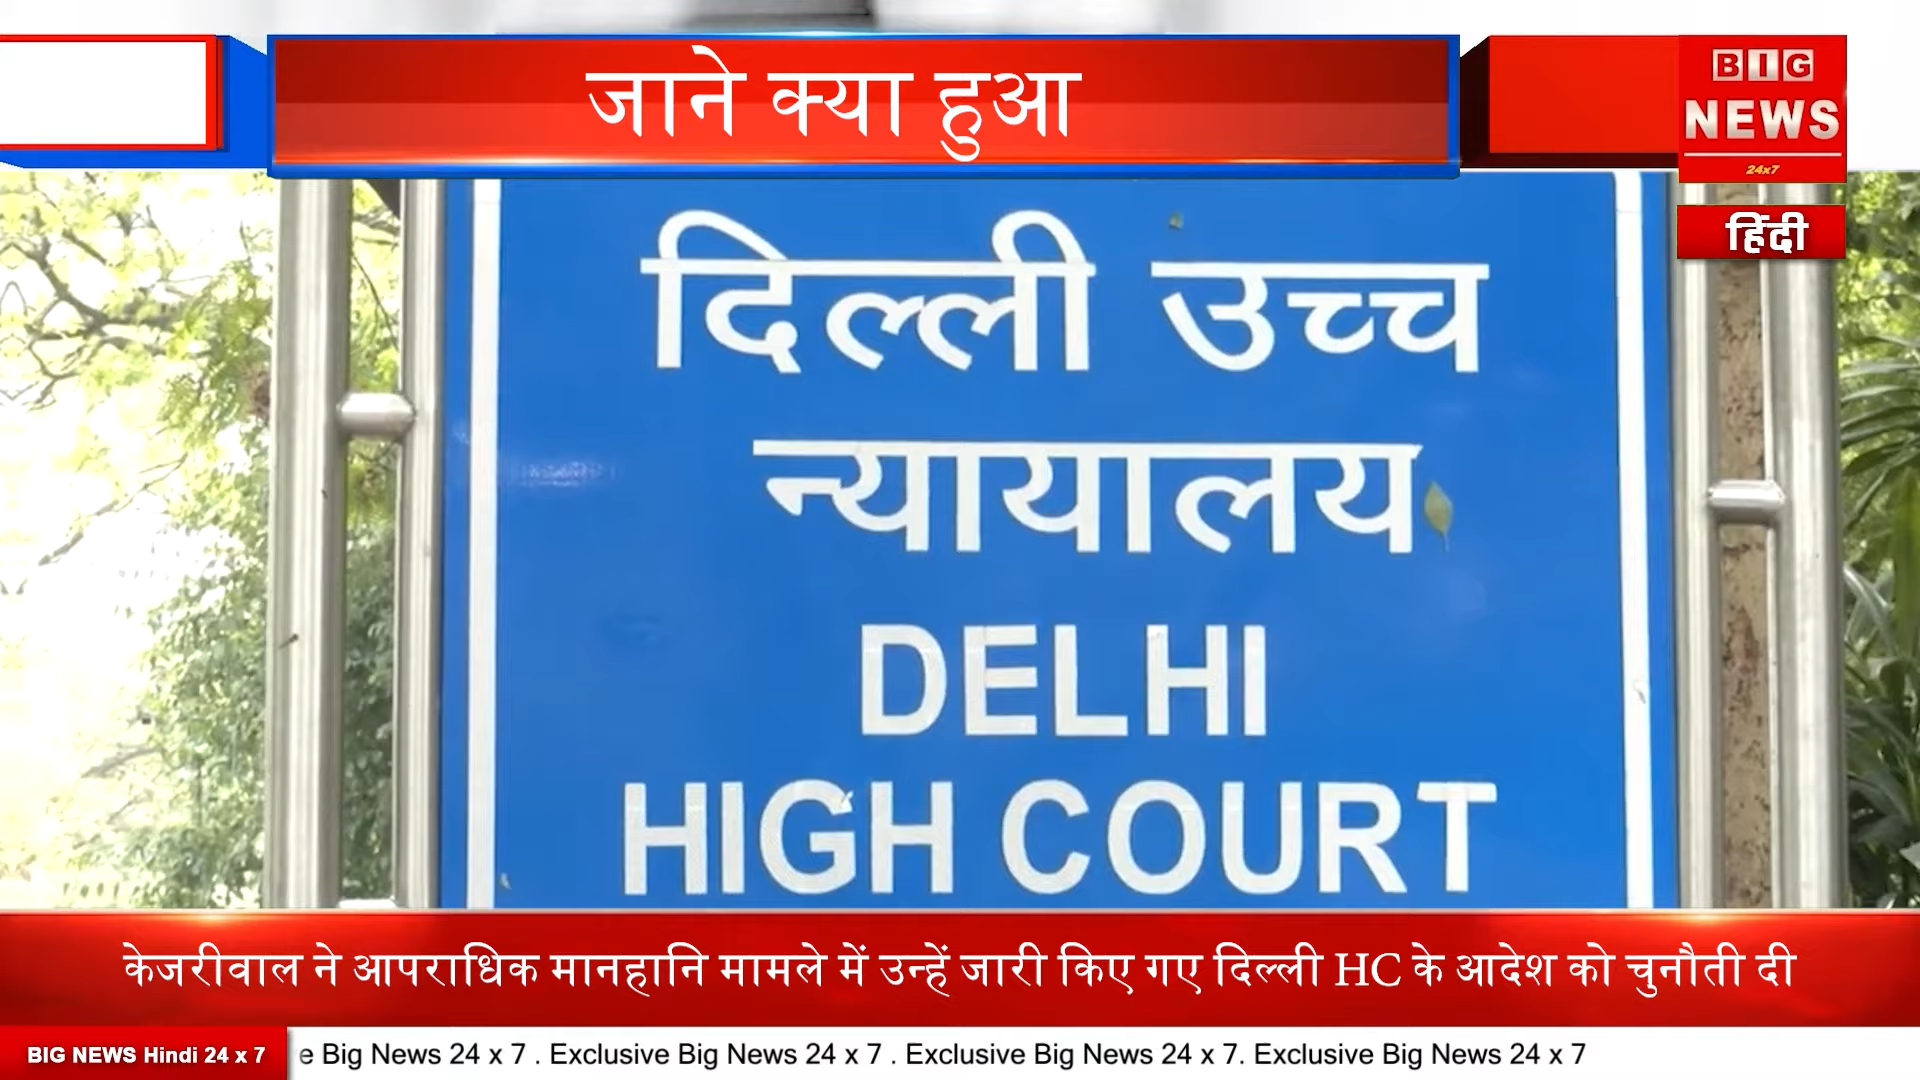 जाने क्या हुआ
BIG
NEWS
24x7
हिंदी
दिल्ली उच्च
न्यायालय
DELHI
HIGH COURT
केजरीवाल ने आपराधिक मानहानि मामले में उन्हें जारी किए गए दिल्ली HC के आदेश को चुनौती दी
BIG NEWS Hindi 24 x 7
e Big News 24 x 7 . Exclusive Big News 24 x 7 . Exclusive Big News 24 x 7. Exclusive Big News 24 x 7